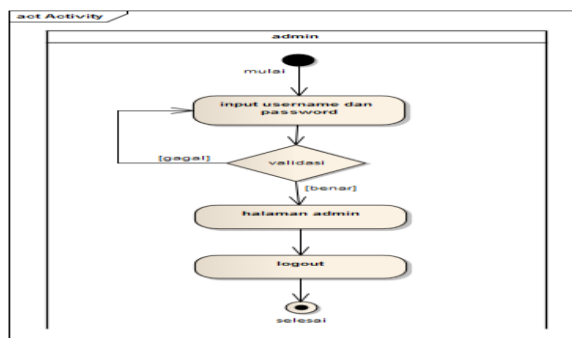 act Activity
admin
mulai
input username dan
password
[gagal]
validasi
[benar]
halaman admin
logout
selesai